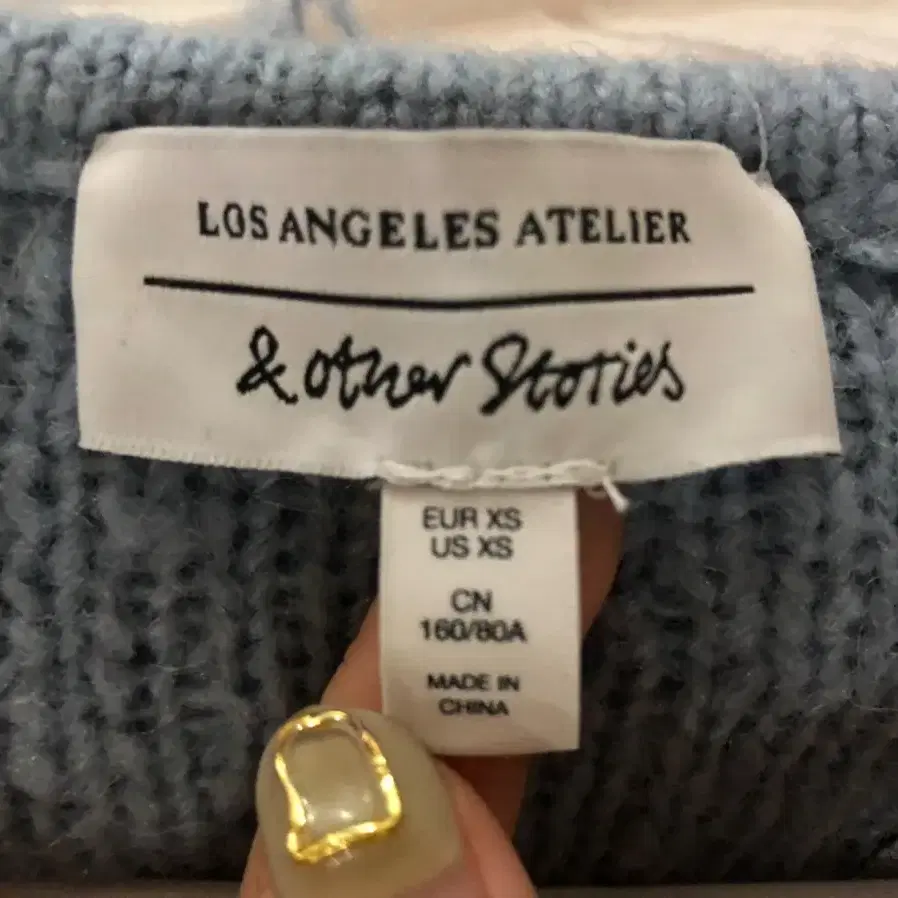 LOS ANGELES ATELIER
& other Stories
EUR XS
US XS
CN
160/80A
MADE IN
CHINA